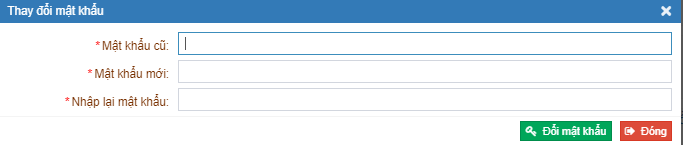 Thay đổi mật khẩu
*Mật khẩu cũ:
*Mật khẩu mới:
*Nhập lại mật khẩu:
Đổi mật khẩu Đóng